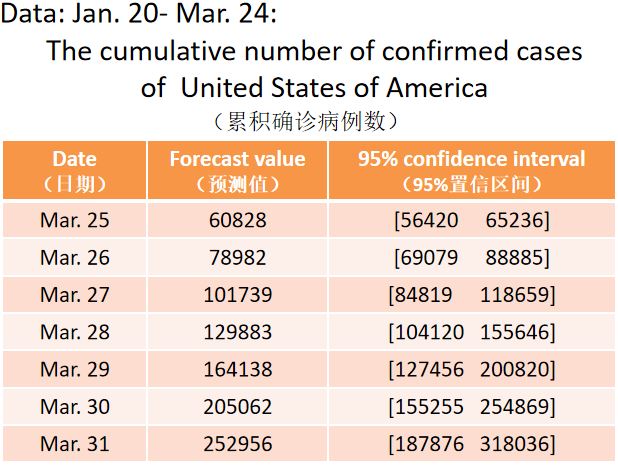 Data: Jan. 20- Mar. 24:
The cumulative number of confirmed cases
of United States of America
（累积确诊病例数）
Date Forecast value 95% confidence interval
（日期） （预测值） （95%置信区间）
Mar. 25 60828 [56420 65236]
Mar. 26 78982 [69079 88885]
Mar. 27 101739 [84819 118659]
Mar. 28 129883 [104120 155646]
Mar. 29 164138 [127456 200820]
Mar. 30 205062 [155255 254869]
Mar. 31 252956 [187876 318036]